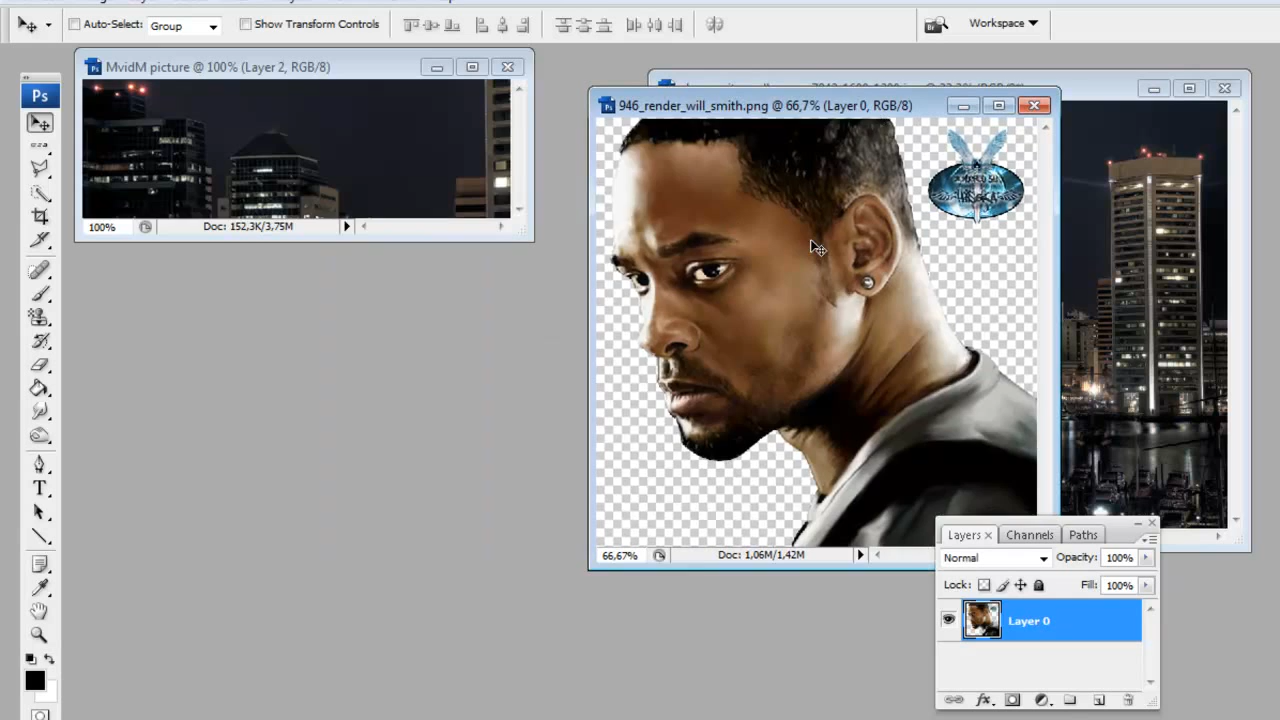 Auto-Select: Group Show Transform Controls Workspace
MvidM picture @ 100% (Layer 2, RGB/8)
946_render_will_smith.png @ 66,7% (Layer 0, RGB/8)
Ps
100% Doc: 152,3K/3,75M
66,67% Doc: 1,06M/1,42M
Layers Channels Paths
Normal Opacity: 100%
Lock: Fill: 100%
Layer 0